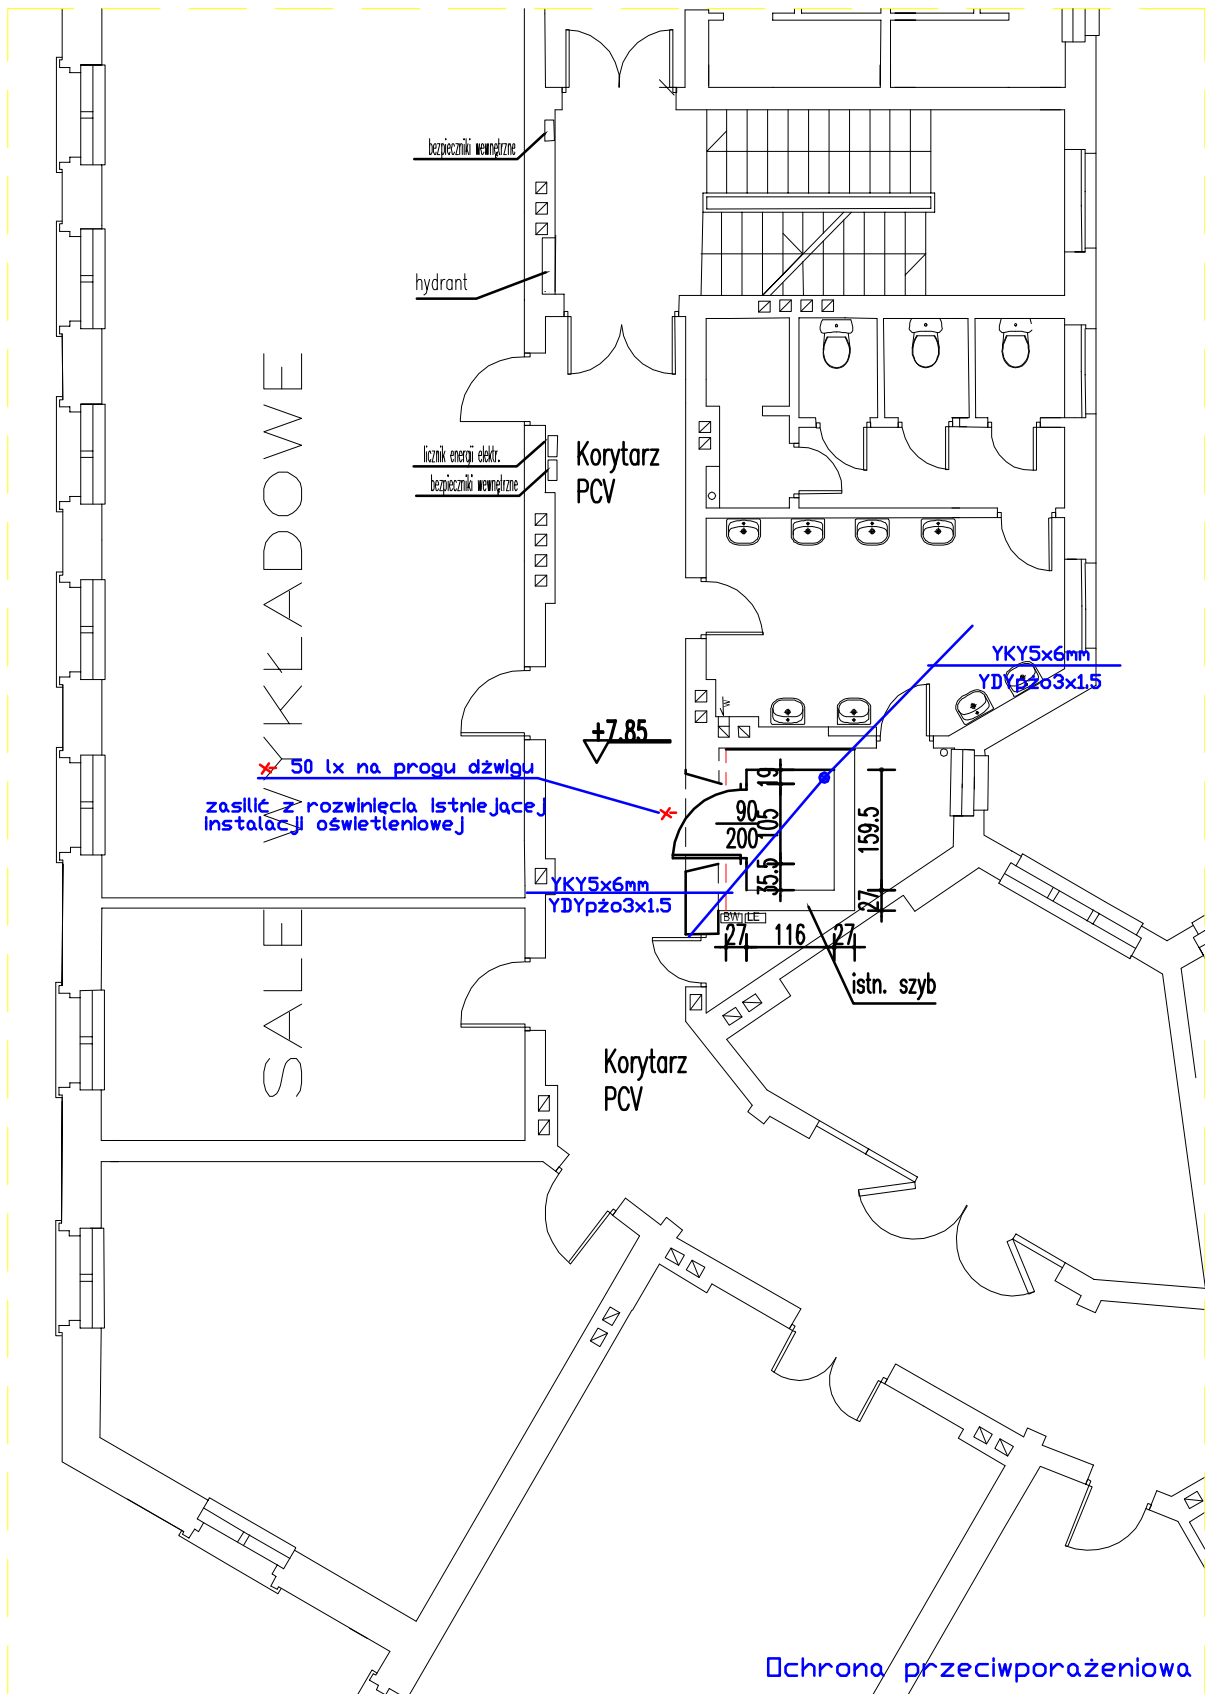 bezpieczniki wewnętrzne
hydrant
SALE WYKŁADOWE
licznik energii elektr.
bezpieczniki wewnętrzne
Korytarz
PCV
YKY5x6mm
YDYpżo3x1.5
W
+7.85
50 lx na progu dźwigu
zasilić z rozwinięcia istniejącej
instalacji oświetleniowej
19
90
200
105
35.5
159.5
27
YKY5x6mm
YDYpżo3x1.5
BW LE
27 116 27
istn. szyb
Korytarz
PCV
Ochrona przeciwporażeniowa